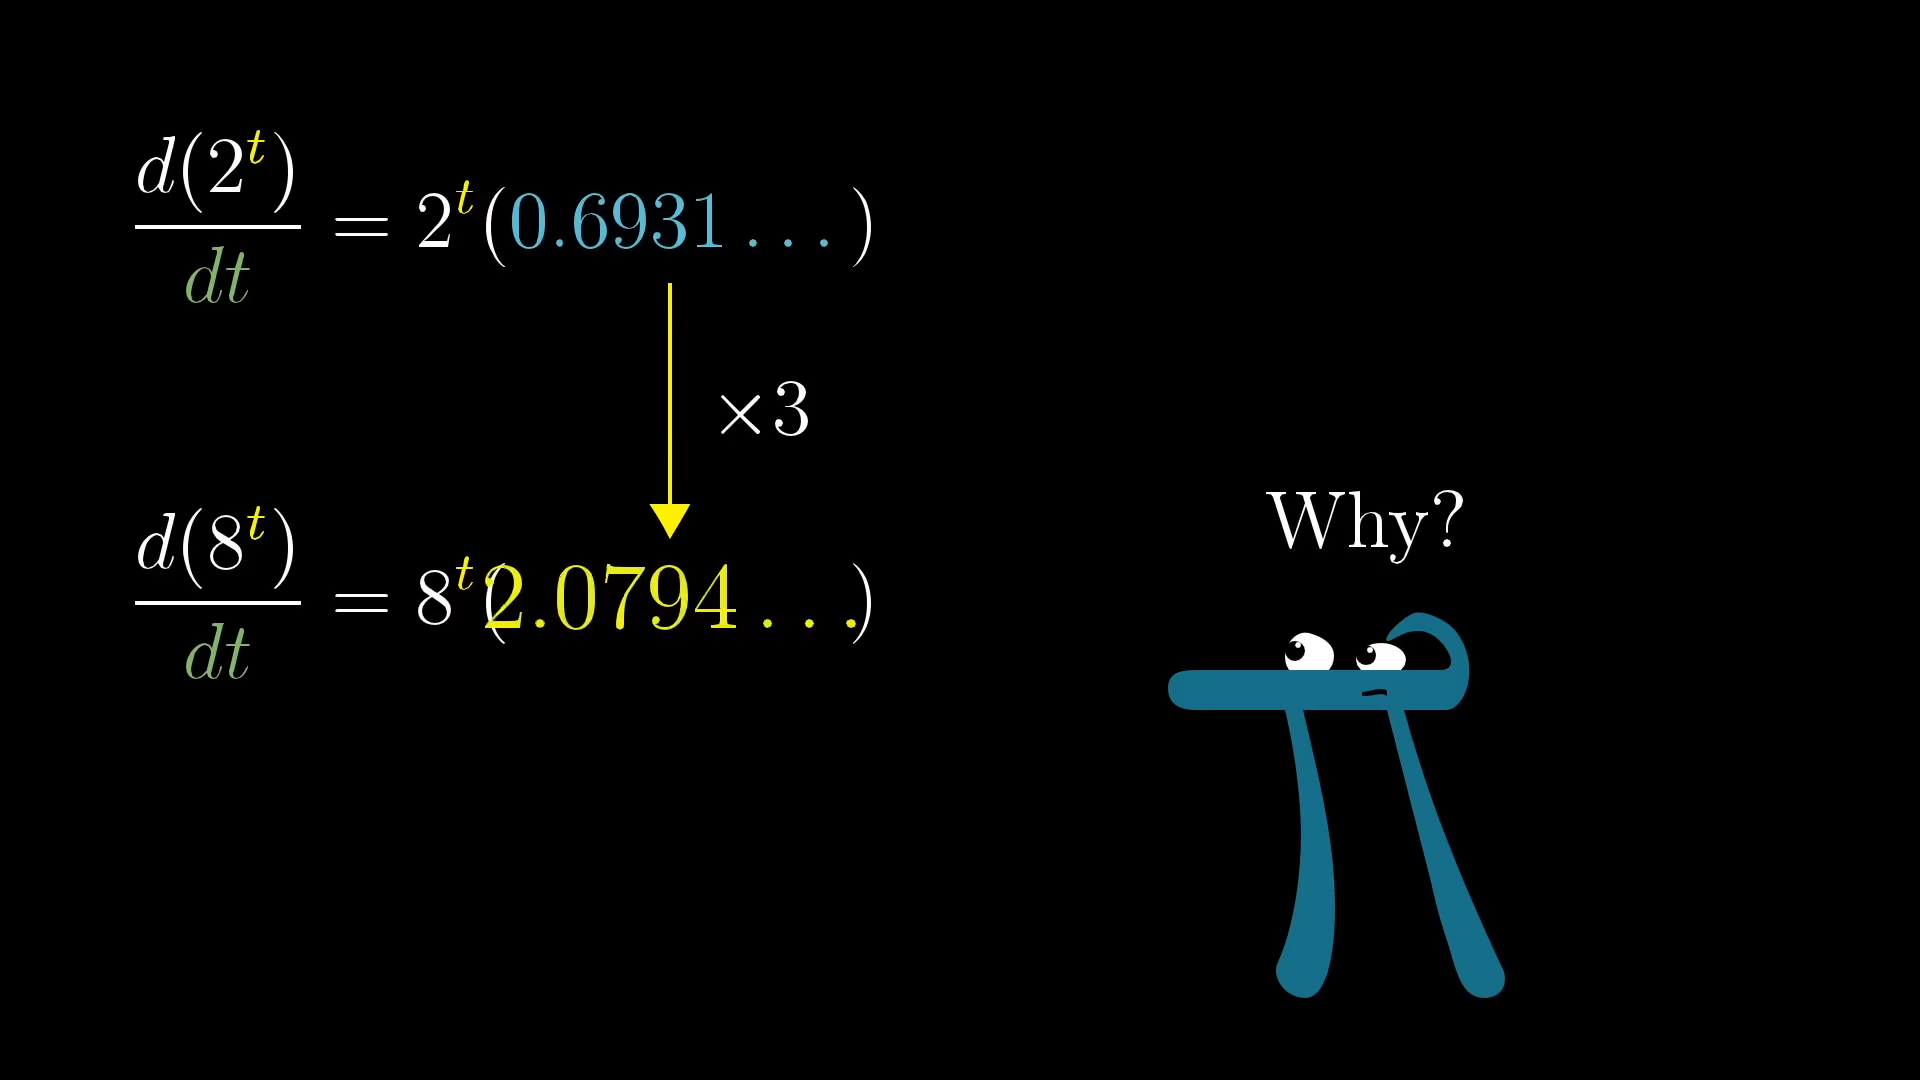 d(2^t)/dt = 2^t(0.6931...)
×3
d(8^t)/dt = 8^t(2.0794...)
Why?